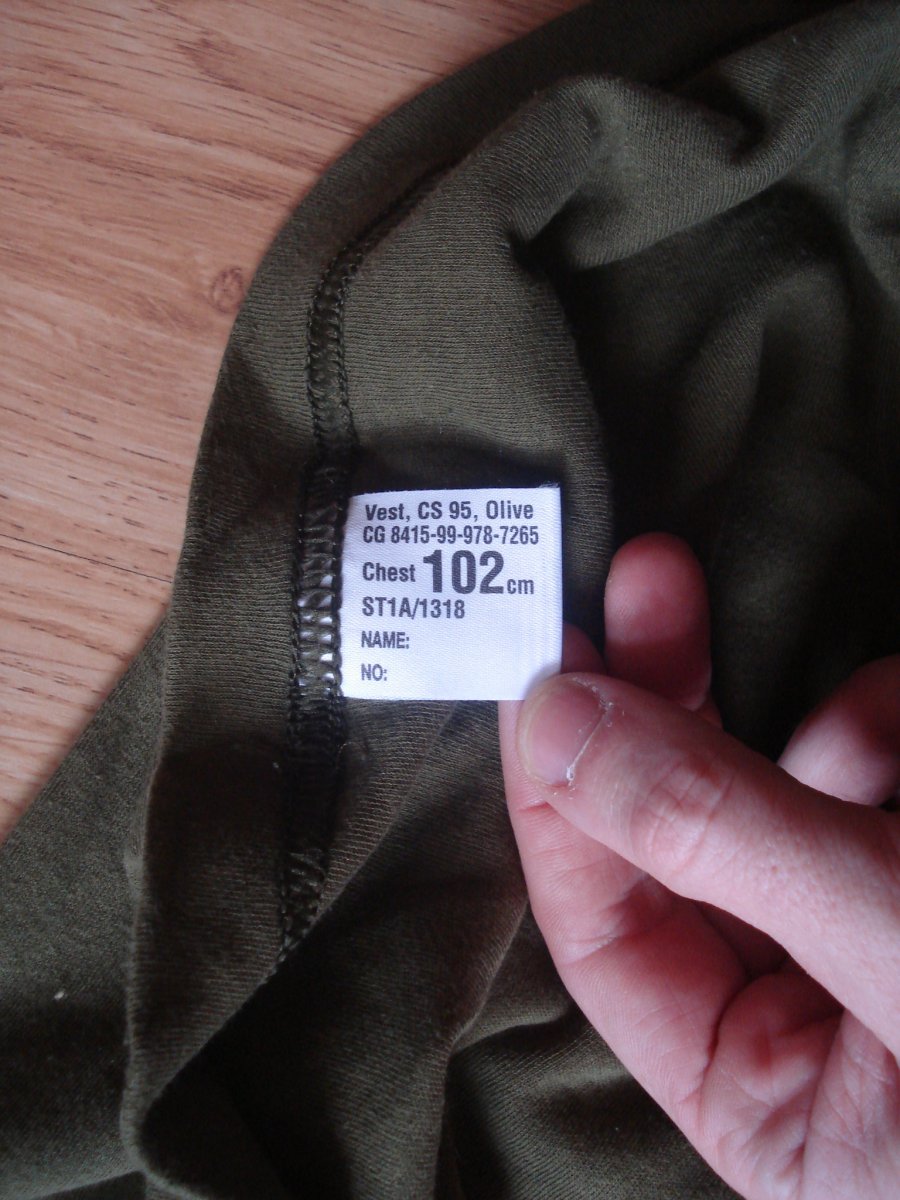 Vest, CS 95, Olive
CG 8415-99-978-7265
Chest 102cm
ST1A/1318
NAME:
NO: